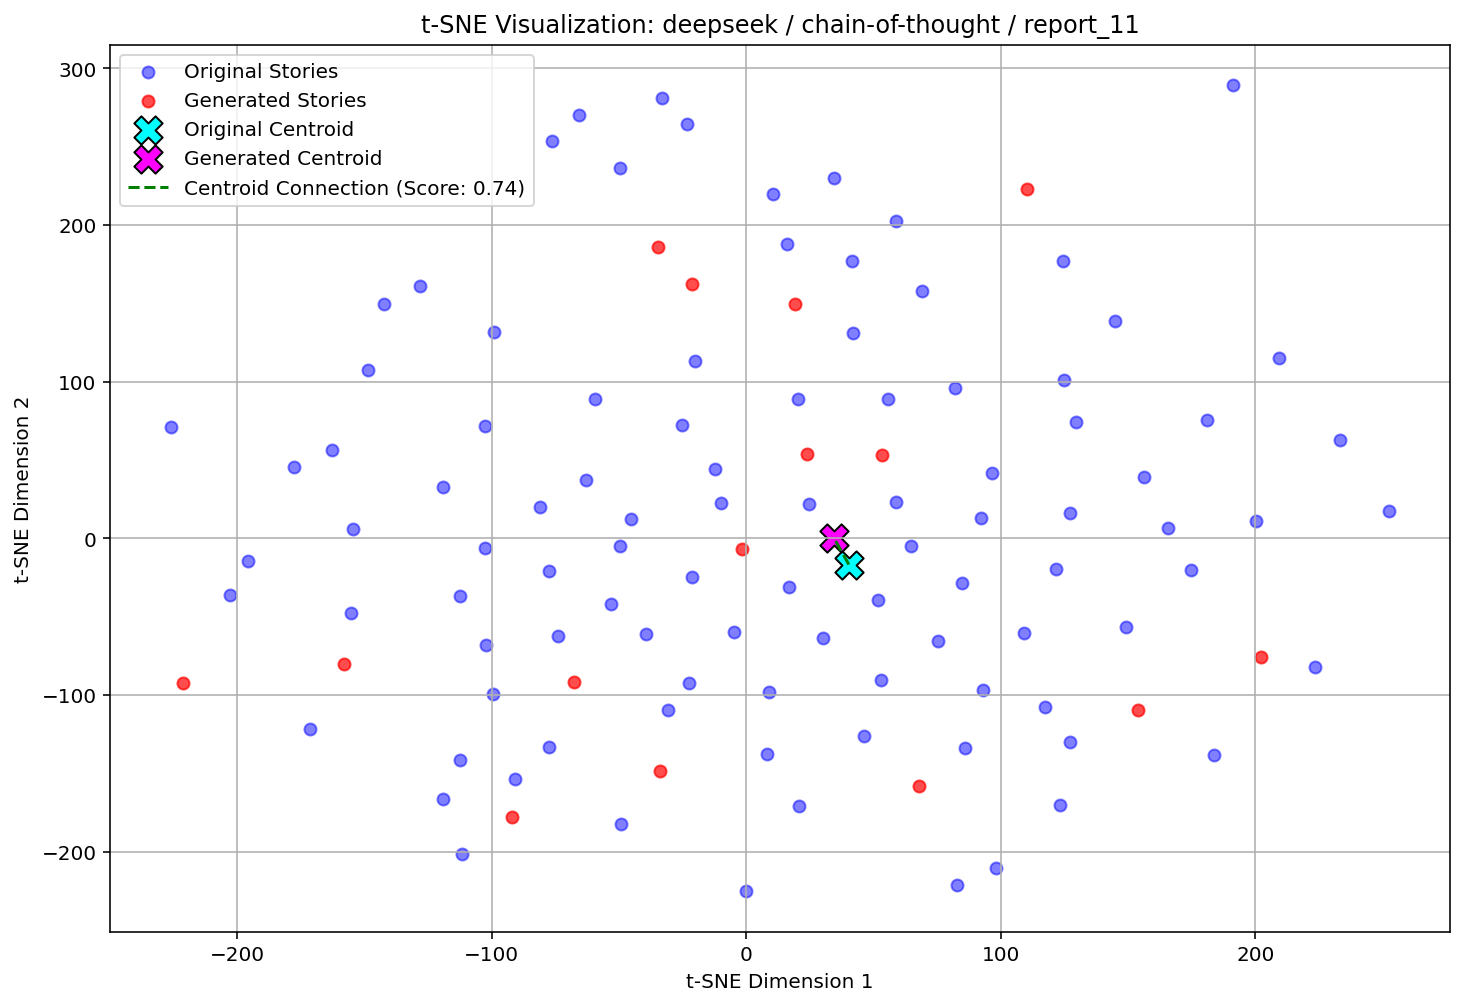 t-SNE Visualization: deepseek / chain-of-thought / report_11
Original Stories
Generated Stories
Original Centroid
Generated Centroid
Centroid Connection (Score: 0.74)
300
200
100
0
−100
−200
t-SNE Dimension 2
−200
−100
0
100
200
t-SNE Dimension 1